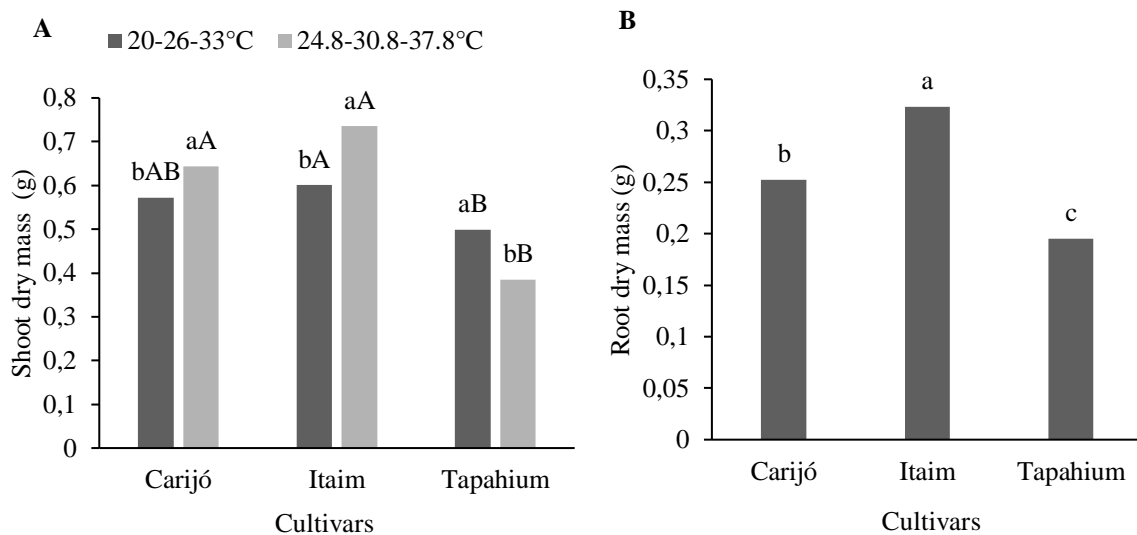 A
20-26-33°C 24.8-30.8-37.8°C
Shoot dry mass (g)
0,8
0,7
0,6
0,5
0,4
0,3
0,2
0,1
0
bAB
aA
bA
aA
aB
bB
Carijó Itaim Tapahium
Cultivars
B
Root dry mass (g)
0,35
0,3
0,25
0,2
0,15
0,1
0,05
0
b
a
c
Carijó Itaim Tapahium
Cultivars